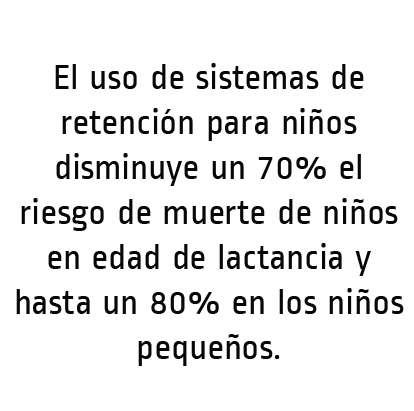 El uso de sistemas de
retención para niños
disminuye un 70% el
riesgo de muerte de niños
en edad de lactancia y
hasta un 80% en los niños
pequeños.